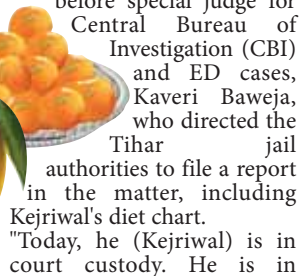 before special judge for
Central Bureau of
Investigation (CBI)
and ED cases,
Kaveri Baweja,
who directed the
Tihar jail
authorities to file a report
in the matter, including
Kejriwal's diet chart.
"Today, he (Kejriwal) is in
court custody. He is in